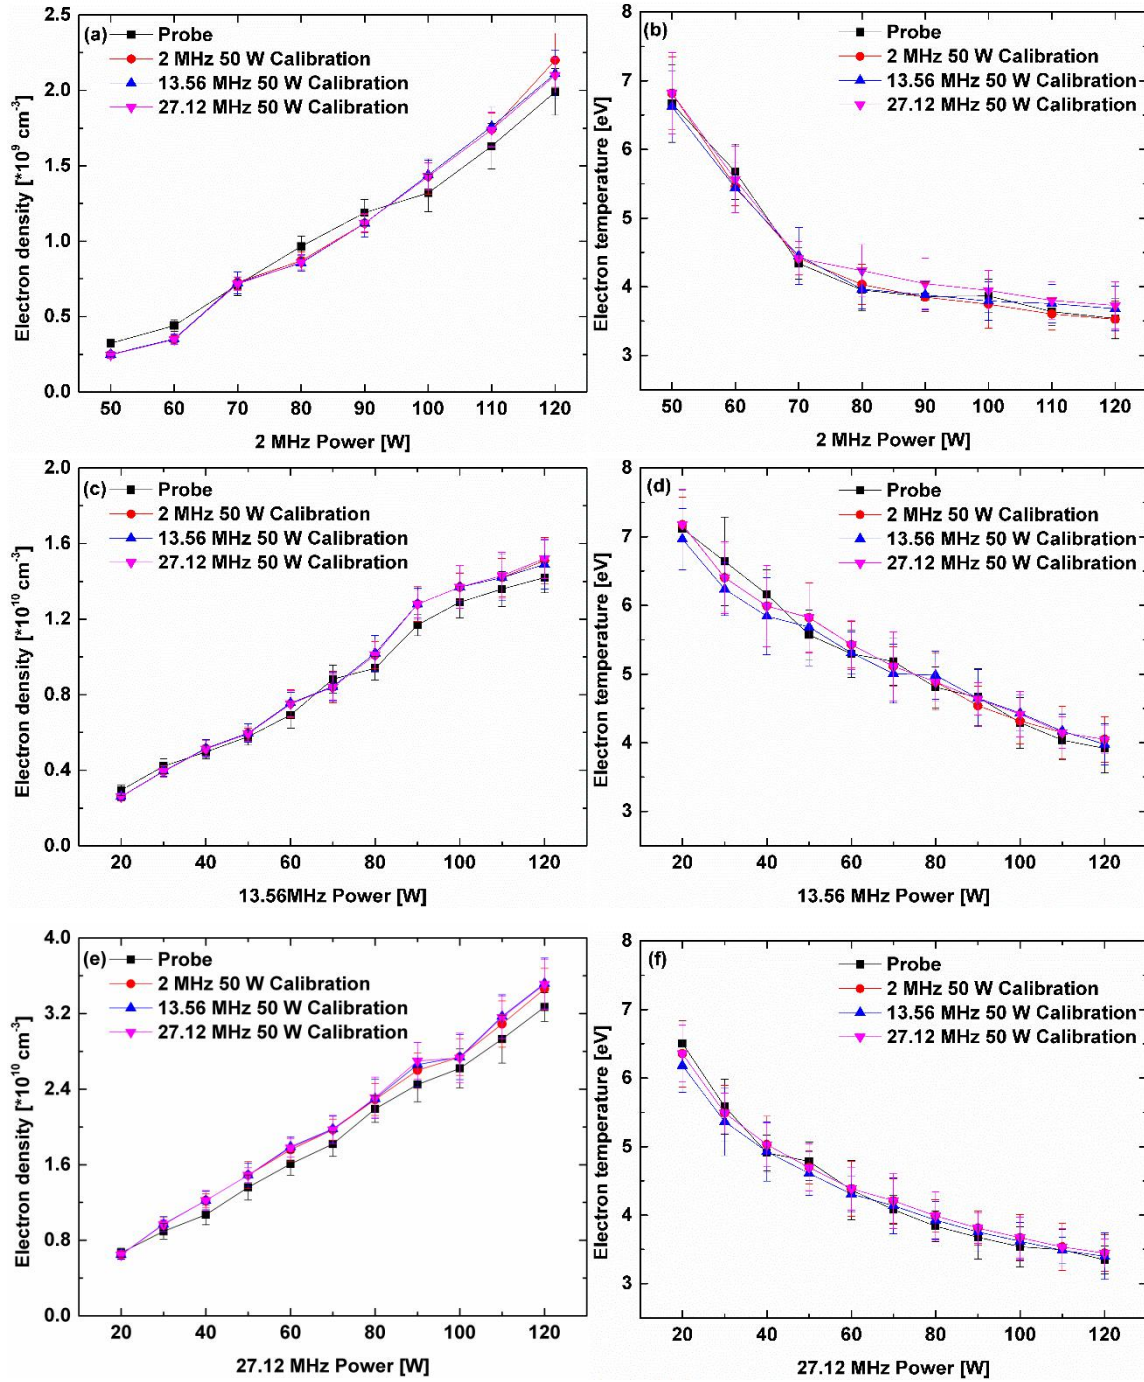 (a)
Probe
2 MHz 50 W Calibration
13.56 MHz 50 W Calibration
27.12 MHz 50 W Calibration
Electron density [*10⁹ cm⁻³]
2.5
2.0
1.5
1.0
0.5
0.0
50 60 70 80 90 100 110 120
2 MHz Power [W]
(b)
Probe
2 MHz 50 W Calibration
13.56 MHz 50 W Calibration
27.12 MHz 50 W Calibration
Electron temperature [eV]
8
7
6
5
4
3
50 60 70 80 90 100 110 120
2 MHz Power [W]
(c)
Probe
2 MHz 50 W Calibration
13.56 MHz 50 W Calibration
27.12 MHz 50 W Calibration
Electron density [*10¹⁰ cm⁻³]
2.0
1.6
1.2
0.8
0.4
0.0
20 40 60 80 100 120
13.56MHz Power [W]
(d)
Probe
2 MHz 50 W Calibration
13.56 MHz 50 W Calibration
27.12 MHz 50 W Calibration
Electron temperature [eV]
8
7
6
5
4
3
20 40 60 80 100 120
13.56 MHz Power [W]
(e)
Probe
2 MHz 50 W Calibration
13.56 MHz 50 W Calibration
27.12 MHz 50 W Calibration
Electron density [*10¹⁰ cm⁻³]
4.0
3.2
2.4
1.6
0.8
0.0
20 40 60 80 100 120
27.12 MHz Power [W]
(f)
Probe
2 MHz 50 W Calibration
13.56 MHz 50 W Calibration
27.12 MHz 50 W Calibration
Electron temperature [eV]
8
7
6
5
4
3
20 40 60 80 100 120
27.12 MHz Power [W]